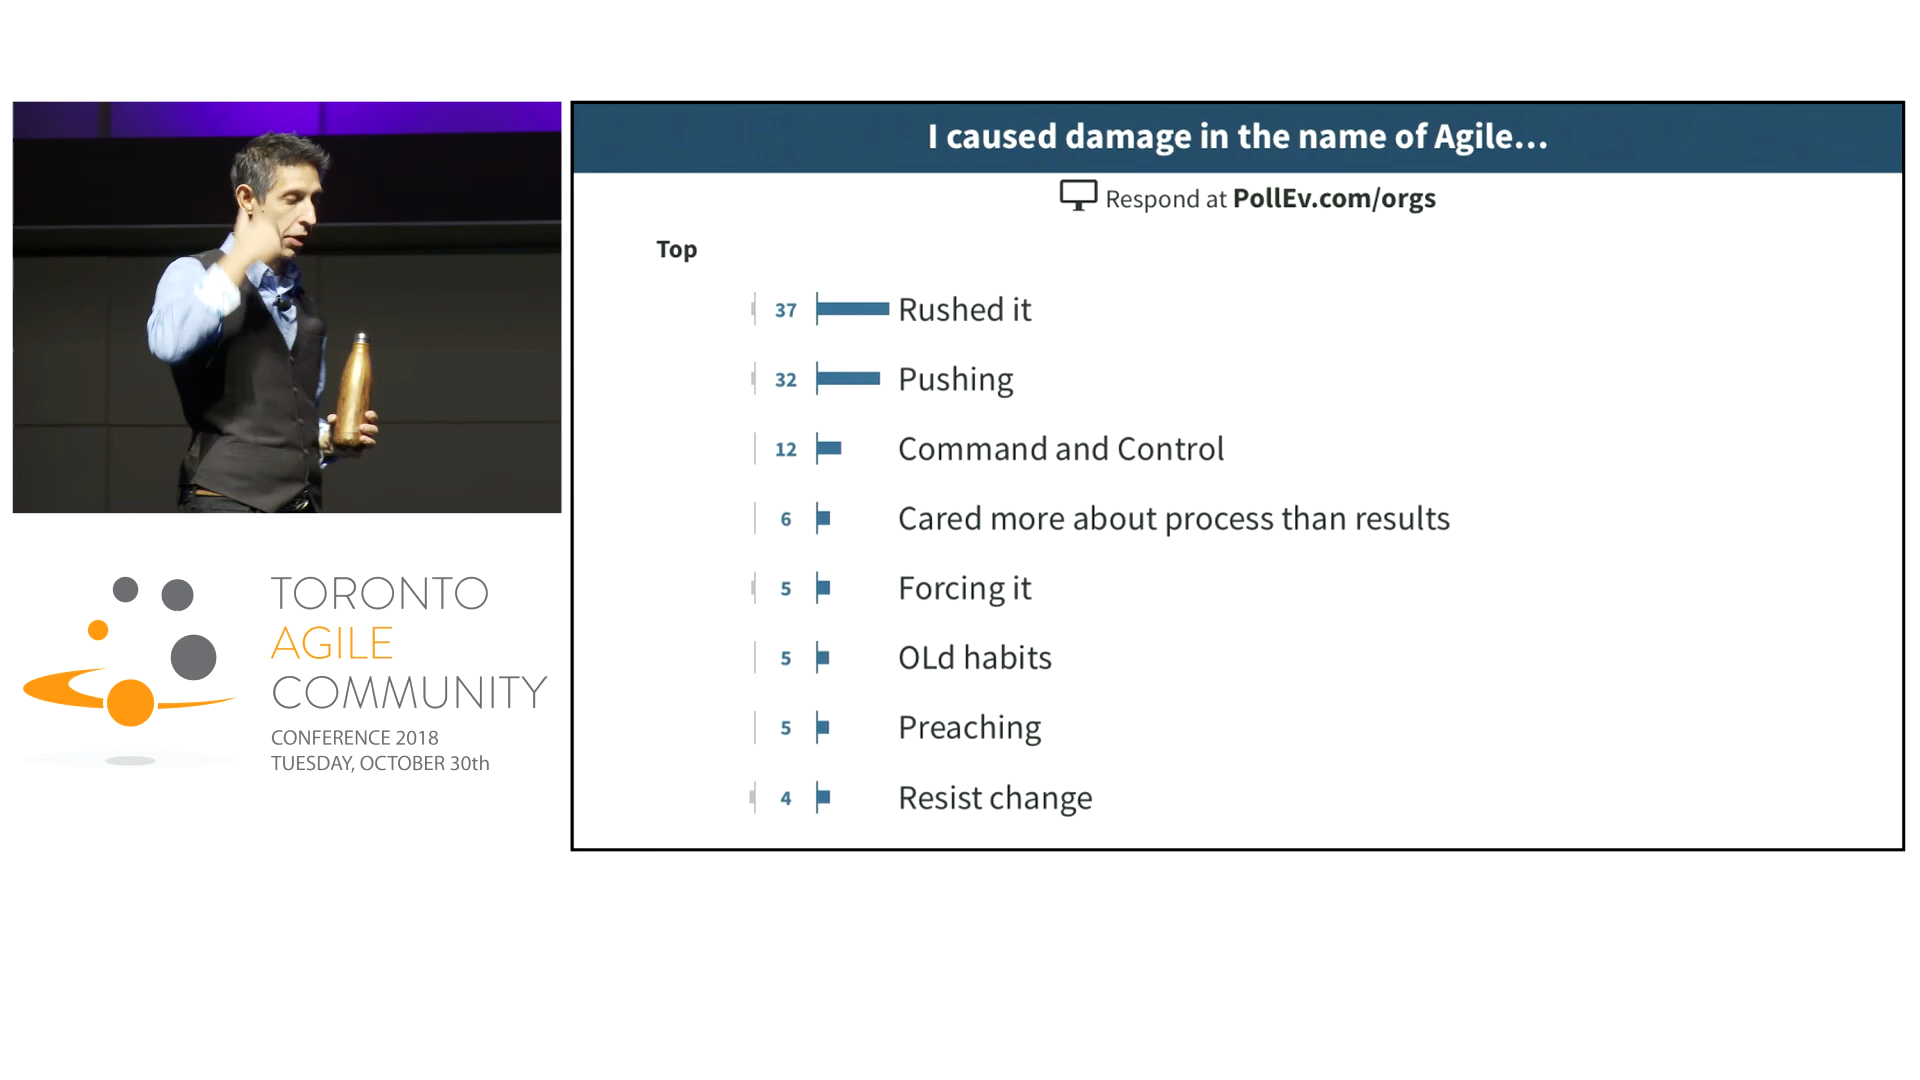 I caused damage in the name of Agile...
Respond at PollEv.com/orgs
Top
37 Rushed it
32 Pushing
12 Command and Control
6 Cared more about process than results
5 Forcing it
5 OLd habits
5 Preaching
4 Resist change
TORONTO
AGILE
COMMUNITY
CONFERENCE 2018
TUESDAY, OCTOBER 30th